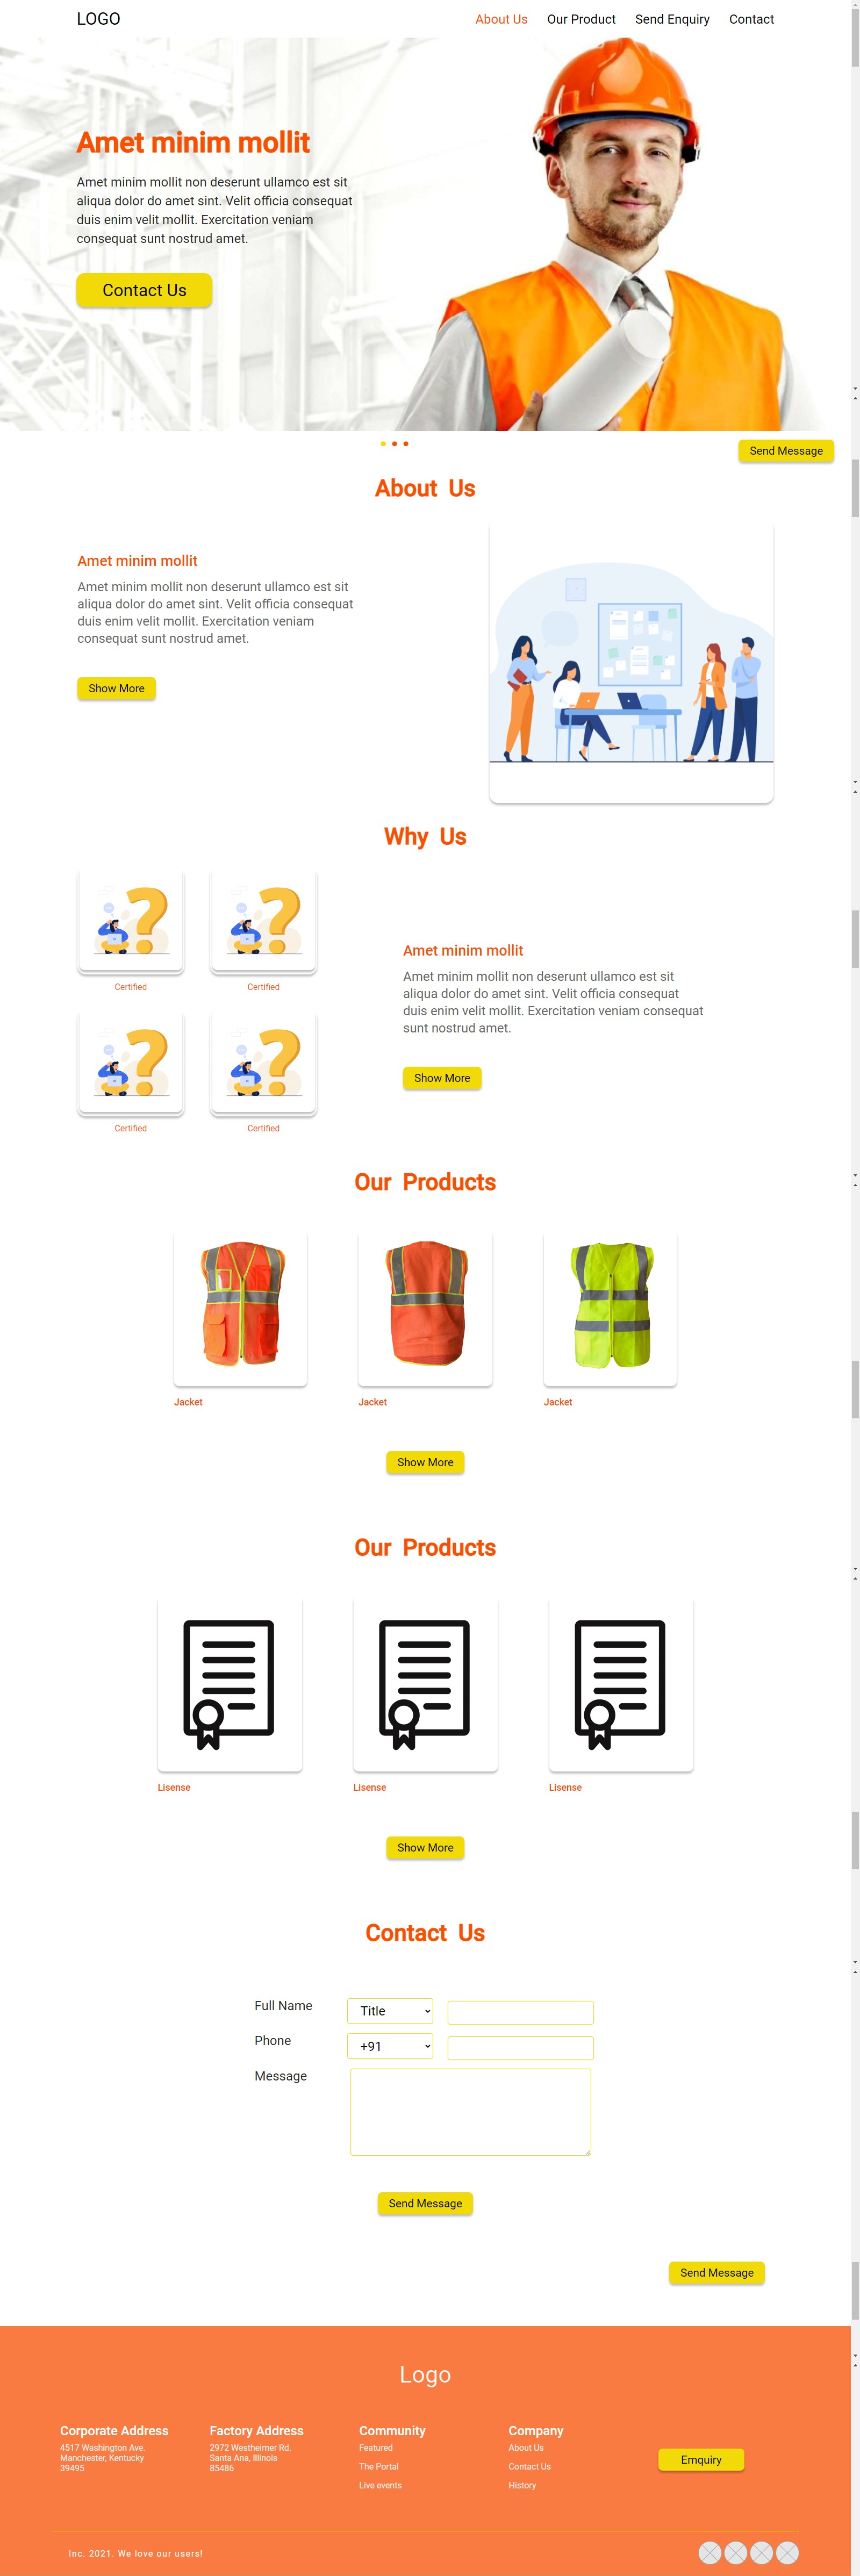 LOGO
About Us
Our Product
Send Enquiry
Contact
Amet minim mollit
Amet minim mollit non deserunt ullamco est sit
aliqua dolor do amet sint. Velit officia consequat
duis enim velit mollit. Exercitation veniam
consequat sunt nostrud amet.
Contact Us
Send Message
About Us
Amet minim mollit
Amet minim mollit non deserunt ullamco est sit
aliqua dolor do amet sint. Velit officia consequat
duis enim velit mollit. Exercitation veniam
consequat sunt nostrud amet.
Show More
Why Us
Certified
Certified
Certified
Certified
Amet minim mollit
Amet minim mollit non deserunt ullamco est sit
aliqua dolor do amet sint. Velit officia consequat
duis enim velit mollit. Exercitation veniam consequat
sunt nostrud amet.
Show More
Our Products
Jacket
Jacket
Jacket
Show More
Our Products
Lisense
Lisense
Lisense
Show More
Contact Us
Full Name
Title
Phone
+91
Message
Send Message
Send Message
Logo
Corporate Address
4517 Washington Ave.
Manchester, Kentucky
39495
Factory Address
2972 Westheimer Rd.
Santa Ana, Illinois
85486
Community
Featured
The Portal
Live events
Company
About Us
Contact Us
History
Emquiry
Inc. 2021. We love our users!